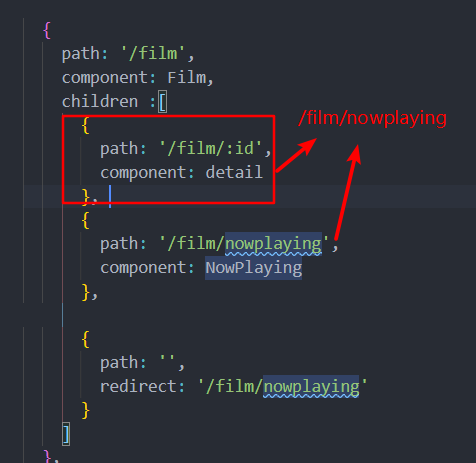 {
path: '/film',
component: Film,
children :[
{
path: '/film/:id',
component: detail
},
/film/nowplaying
{
path: '/film/nowplaying',
component: NowPlaying
},
{
path: '',
redirect: '/film/nowplaying'
}
]
},